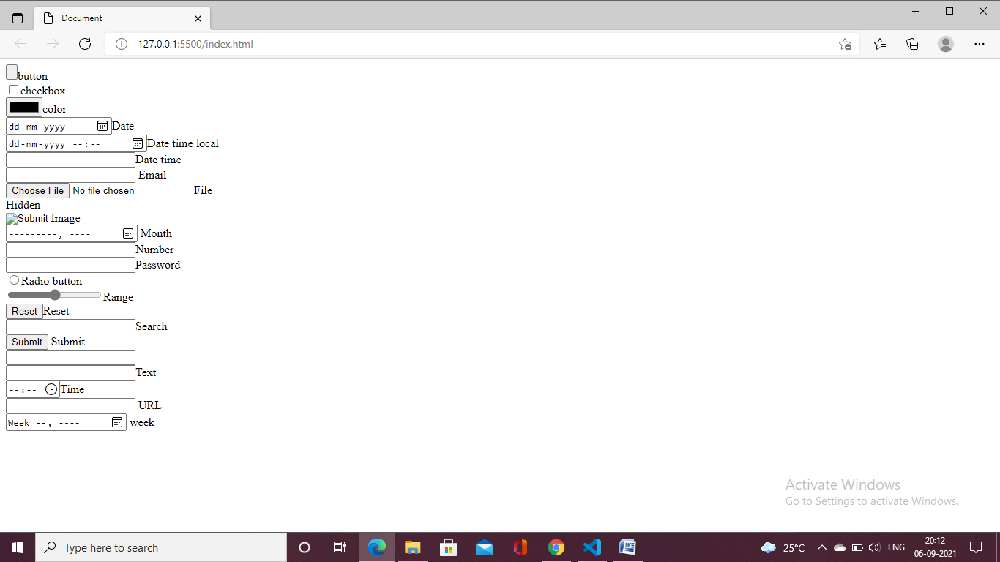 Document
127.0.0.1:5500/index.html
button
checkbox
color
dd-mm-yyyy Date
dd-mm-yyyy --:-- Date time local
Date time
Email
Choose File No file chosen File
Hidden
Submit Image
---------, ---- Month
Number
Password
Radio button
Range
Reset Reset
Search
Submit Submit
Text
--:-- Time
URL
Week --, ---- week
Activate Windows
Go to Settings to activate Windows.
Type here to search
25°C
ENG
20:12
06-09-2021